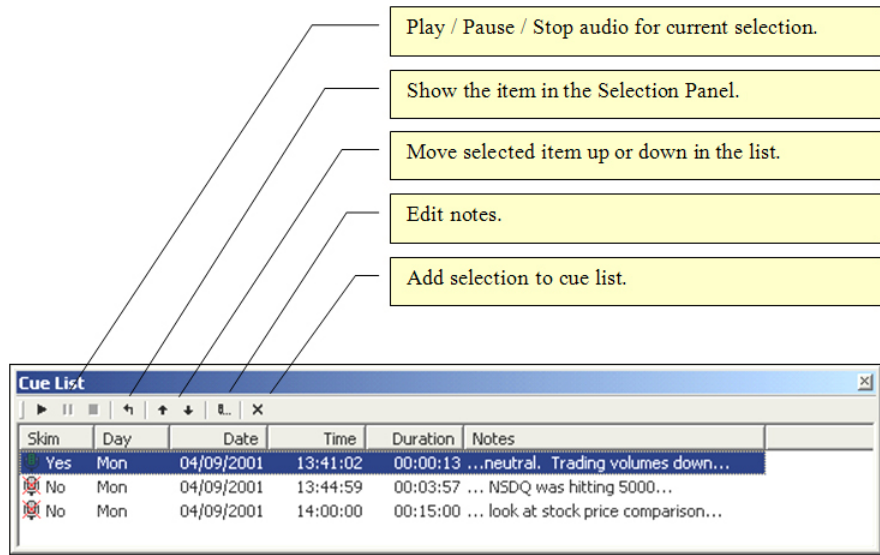 Play / Pause / Stop audio for current selection.
Show the item in the Selection Panel.
Move selected item up or down in the list.
Edit notes.
Add selection to cue list.
Cue List
Skim Day Date Time Duration Notes
Yes Mon 04/09/2001 13:41:02 00:00:13 ...neutral. Trading volumes down...
No Mon 04/09/2001 13:44:59 00:03:57 ... NSDQ was hitting 5000...
No Mon 04/09/2001 14:00:00 00:15:00 ... look at stock price comparison...